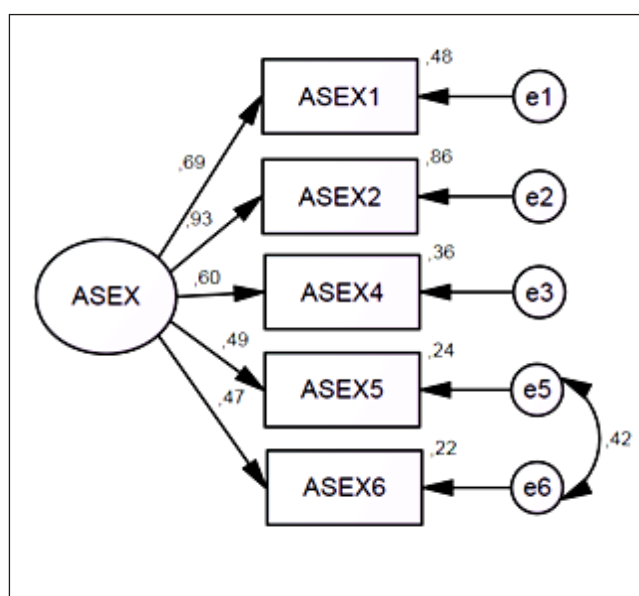 ,48
ASEX1
e1
,69
,86
ASEX2
e2
,93
,36
ASEX
,60
ASEX4
e3
,49
,24
ASEX5
e5
,47
,42
,22
ASEX6
e6